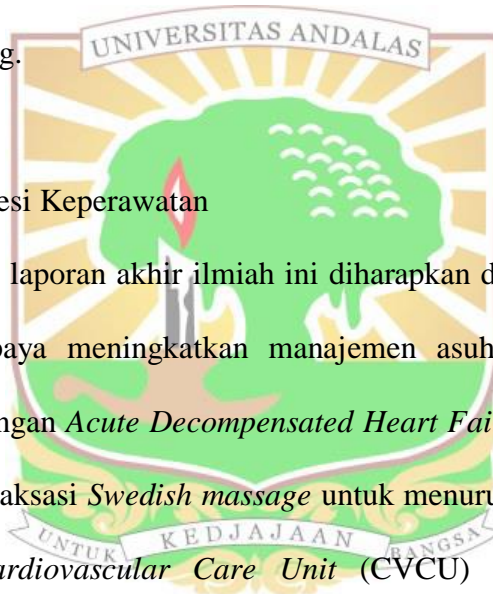 UNIVERSITAS ANDALAS
g.
esi Keperawatan
laporan akhir ilmiah ini diharapkan d
paya meningkatkan manajemen asuh
ngan Acute Decompensated Heart Fai
aksasi Swedish massage untuk menuru
UNTUK KEDJAJAAN BANGSA
ardiovascular Care Unit (CVCU)